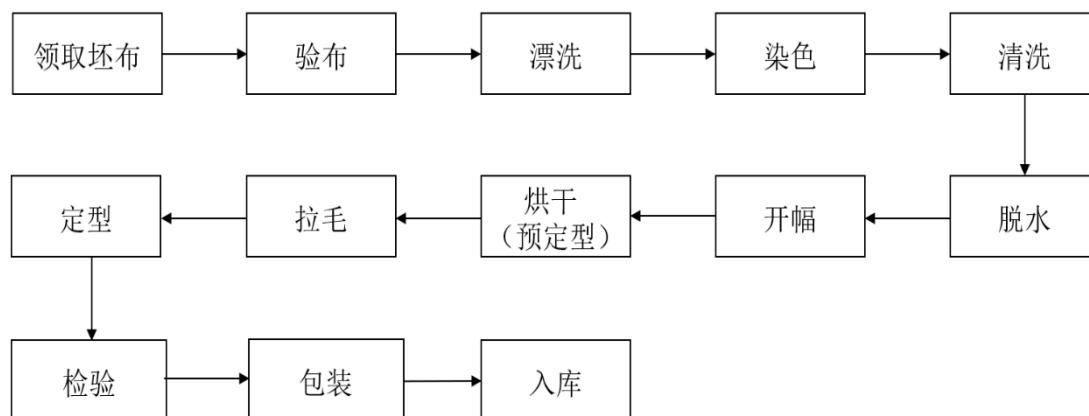 领取坯布
验布
漂洗
染色
清洗
定型
拉毛
烘干
（预定型）
开幅
脱水
检验
包装
入库